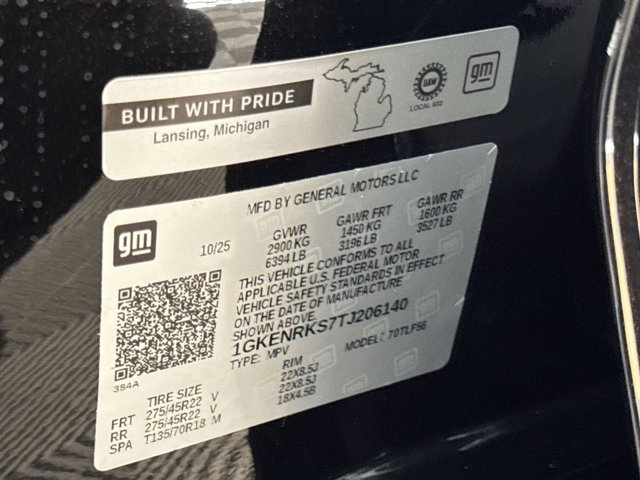 BUILT WITH PRIDE
Lansing, Michigan
UAW
LOCAL 602
gm
MFD BY GENERAL MOTORS LLC
gm
10/25
GVWR GAWR FRT GAWR RR
2900 KG 1450 KG 1600 KG
6394 LB 3196 LB 3527 LB
THIS VEHICLE CONFORMS TO ALL
APPLICABLE U.S. FEDERAL MOTOR
VEHICLE SAFETY STANDARDS IN EFFECT
ON THE DATE OF MANUFACTURE
SHOWN ABOVE.
1GKENRKS7TJ206140
TYPE: MPV MODEL: 70TLF56
384A
TIRE SIZE RIM
FRT 275/45R22 V 22X8.5J
RR 275/45R22 V 22X8.5J
SPA T135/70R18 M 18X4.5B